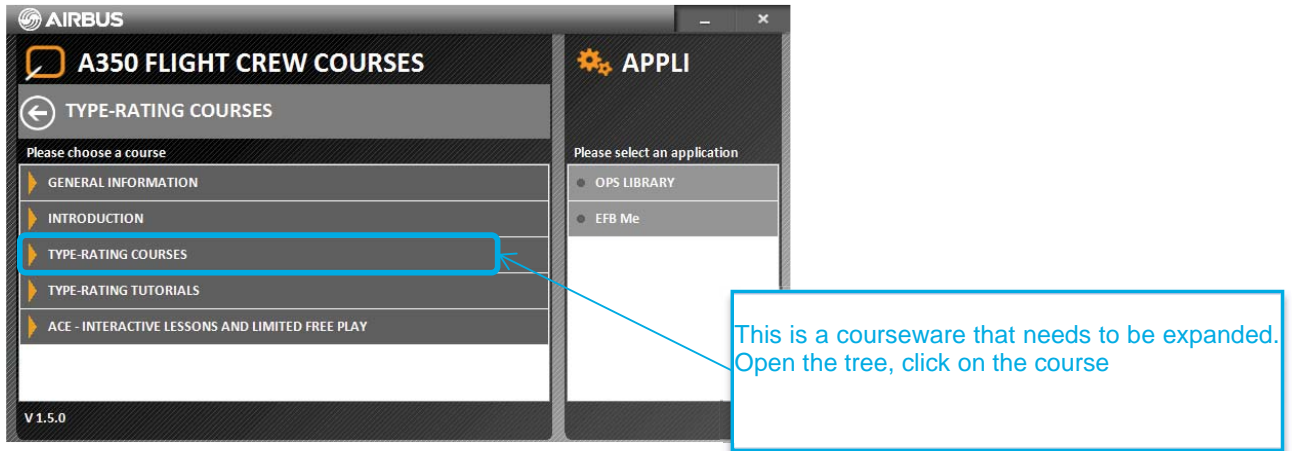 AIRBUS
A350 FLIGHT CREW COURSES
TYPE-RATING COURSES
Please choose a course
GENERAL INFORMATION
INTRODUCTION
TYPE-RATING COURSES
TYPE-RATING TUTORIALS
ACE - INTERACTIVE LESSONS AND LIMITED FREE PLAY
V 1.5.0
APPLI
Please select an application
OPS LIBRARY
EFB Me
This is a courseware that needs to be expanded.
Open the tree, click on the course